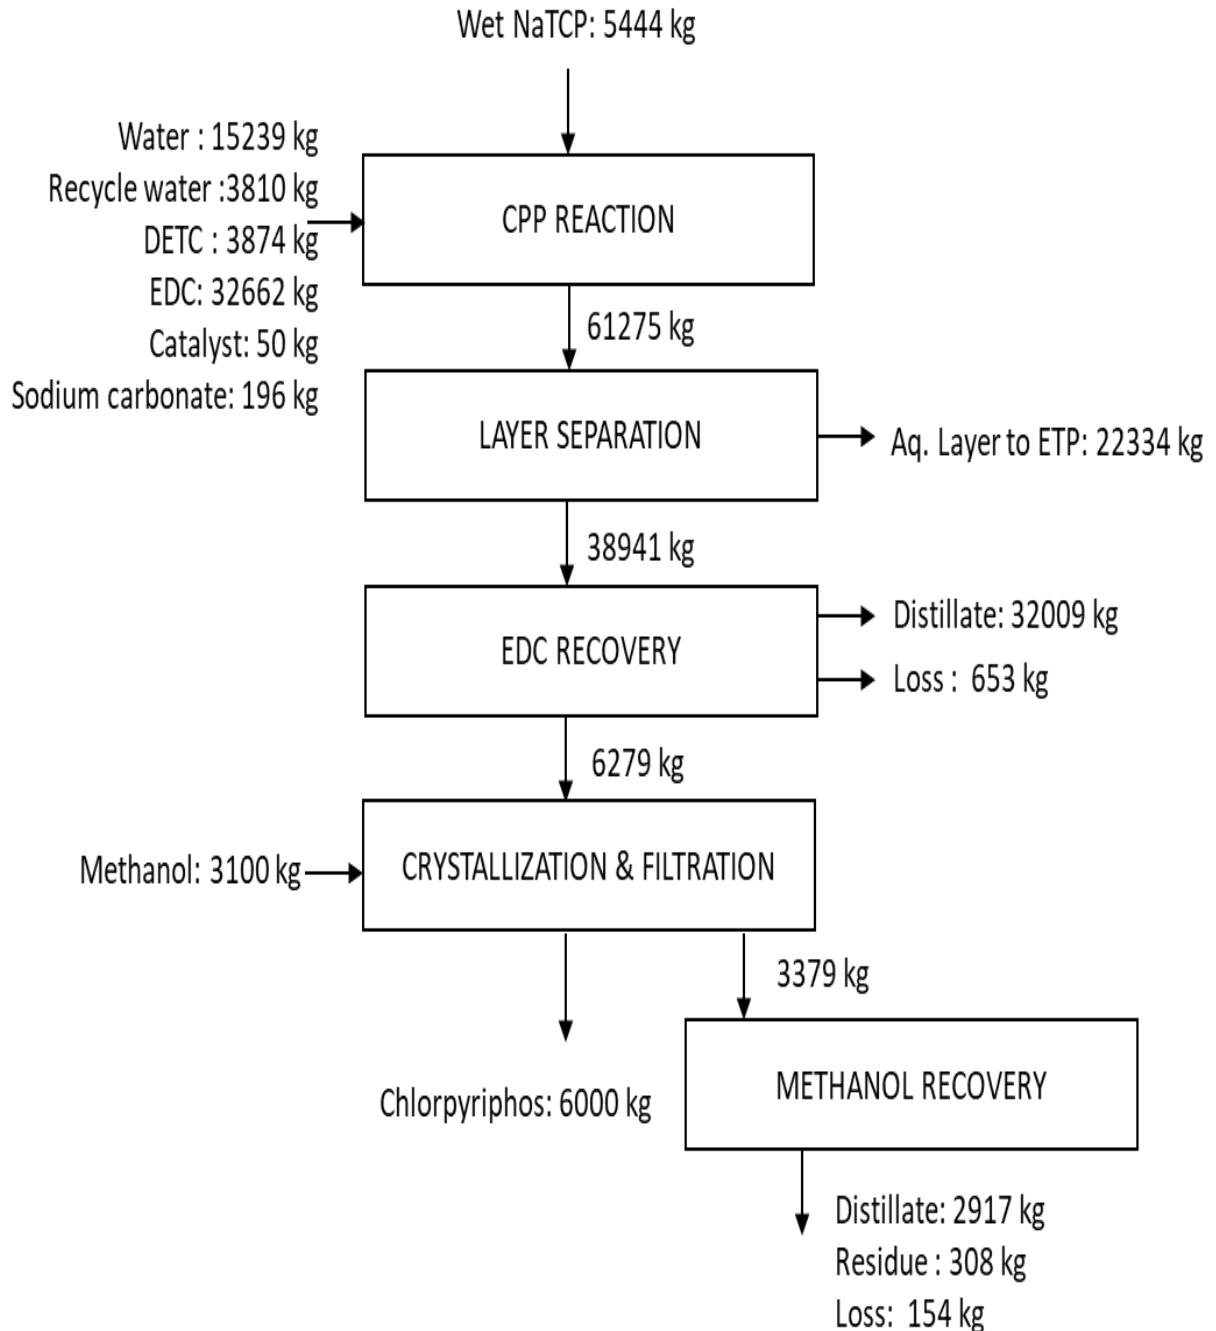 Wet NaTCP: 5444 kg
Water : 15239 kg
Recycle water :3810 kg
DETC : 3874 kg
EDC: 32662 kg
Catalyst: 50 kg
Sodium carbonate: 196 kg
CPP REACTION
61275 kg
LAYER SEPARATION
Aq. Layer to ETP: 22334 kg
38941 kg
EDC RECOVERY
Distillate: 32009 kg
Loss : 653 kg
6279 kg
Methanol: 3100 kg
CRYSTALLIZATION & FILTRATION
3379 kg
Chlorpyriphos: 6000 kg
METHANOL RECOVERY
Distillate: 2917 kg
Residue : 308 kg
Loss: 154 kg